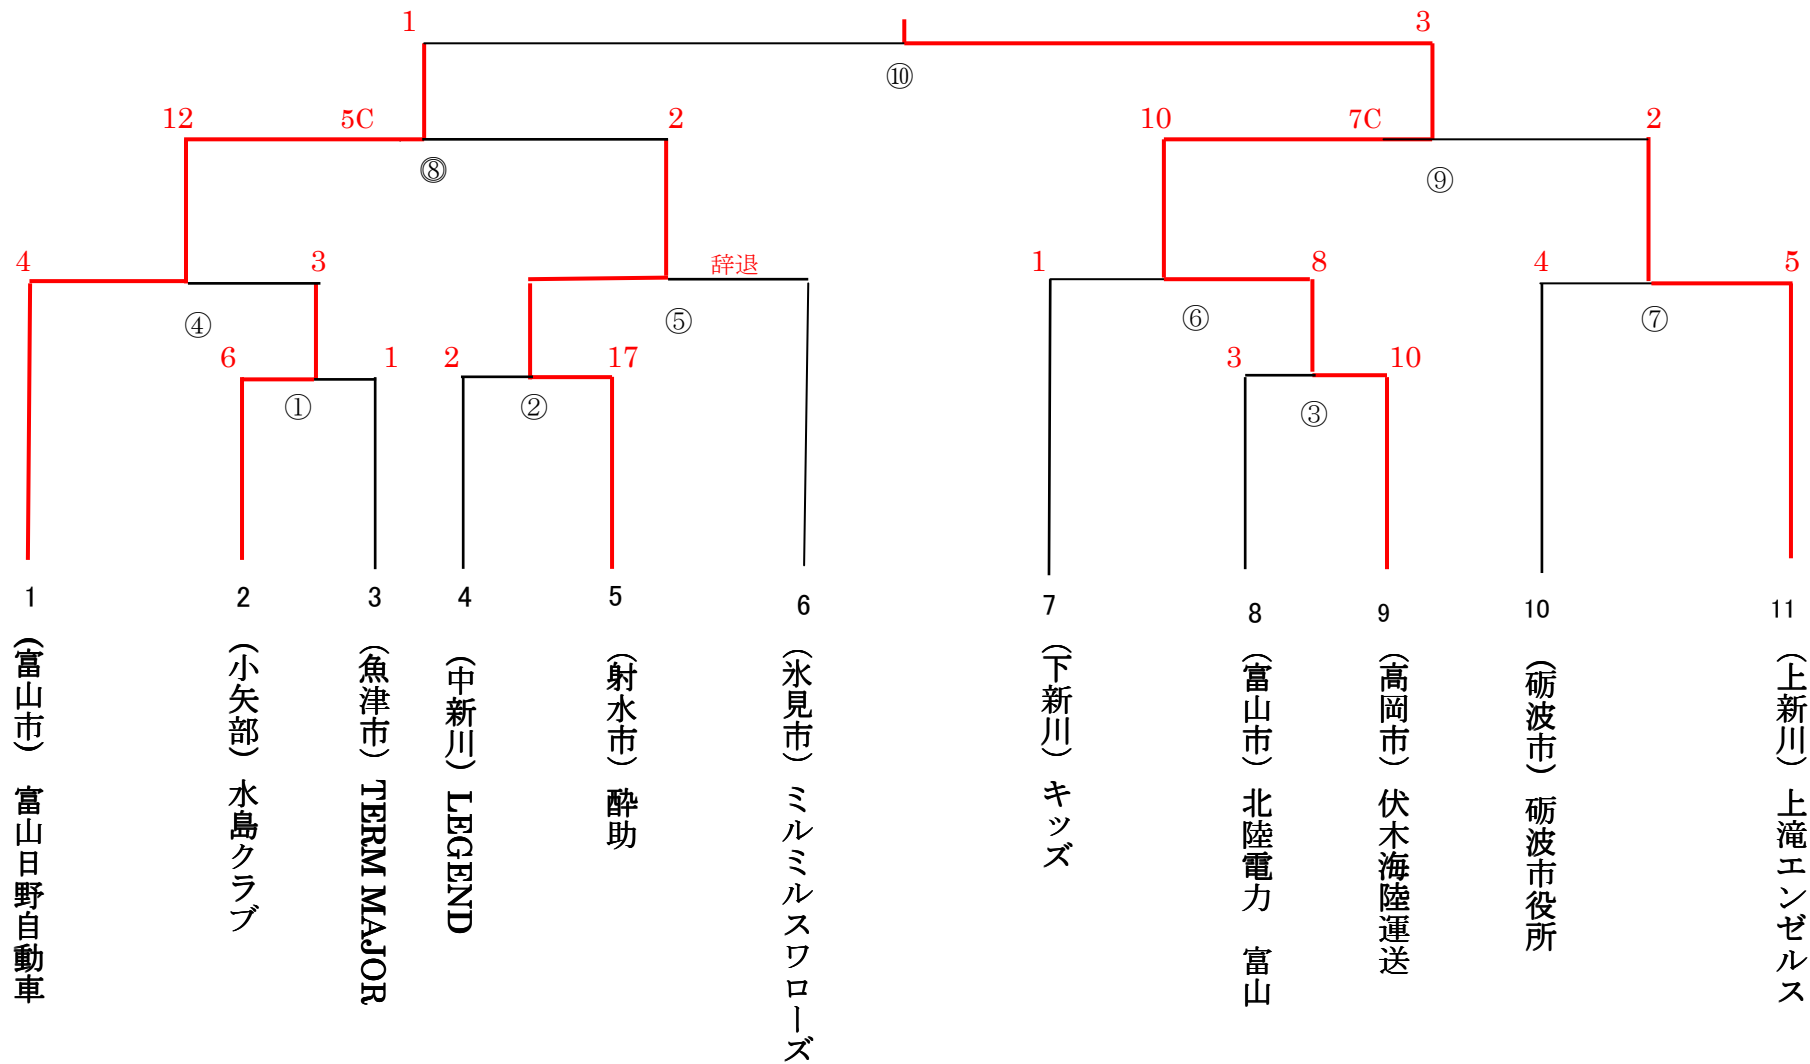 1
3
⑩
12
5C
2
10
7C
2
⑧
⑨
4
3
辞退
1
8
4
5
④
⑤
⑥
⑦
6
1
2
17
3
10
①
②
③
1
2
3
4
5
6
7
8
9
10
11
(富山市) 富山日野自動車
(小矢部) 水島クラブ
(魚津市) TERM MAJOR
(中新川) LEGEND
(射水市) 酔助
(氷見市) ミルミルスワローズ
(下新川) キッズ
(富山市) 北陸電力 富山
(高岡市) 伏木海陸運送
(砺波市) 砺波市役所
(上新川) 上滝エンゼルス